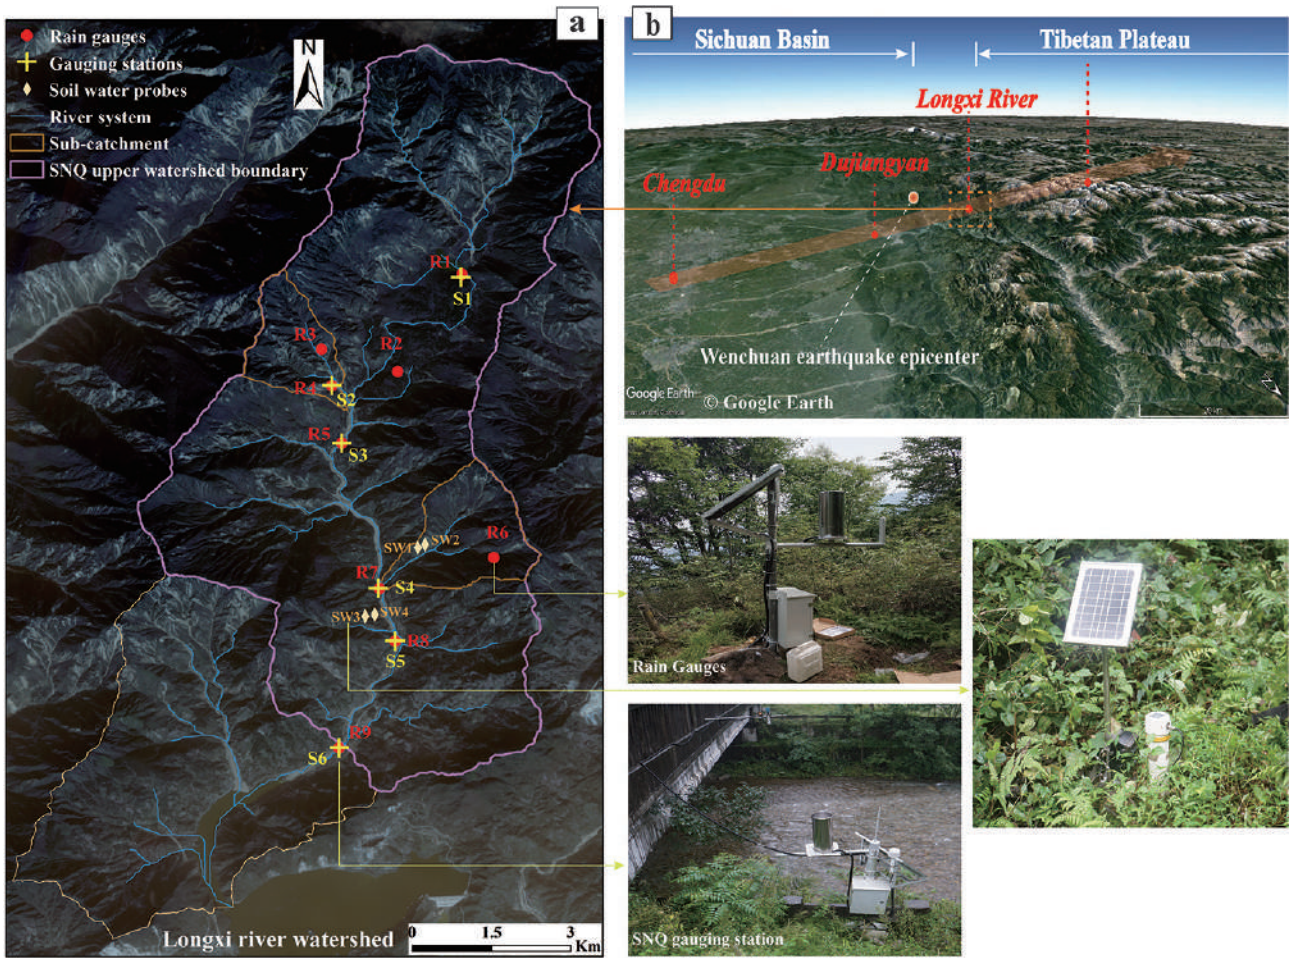 a
Rain gauges
Gauging stations
Soil water probes
River system
Sub-catchment
SNQ upper watershed boundary
N
R1
S1
R3
R2
R4
S2
R5
S3
SW1
SW2
R6
R7
S4
SW3
SW4
R8
S5
R9
S6
Longxi river watershed
0 1.5 3
Km
b
Sichuan Basin
Tibetan Plateau
Longxi River
Dujiangyan
Chengdu
Wenchuan earthquake epicenter
Google Earth
© Google Earth
N
Rain Gauges
SNQ gauging station